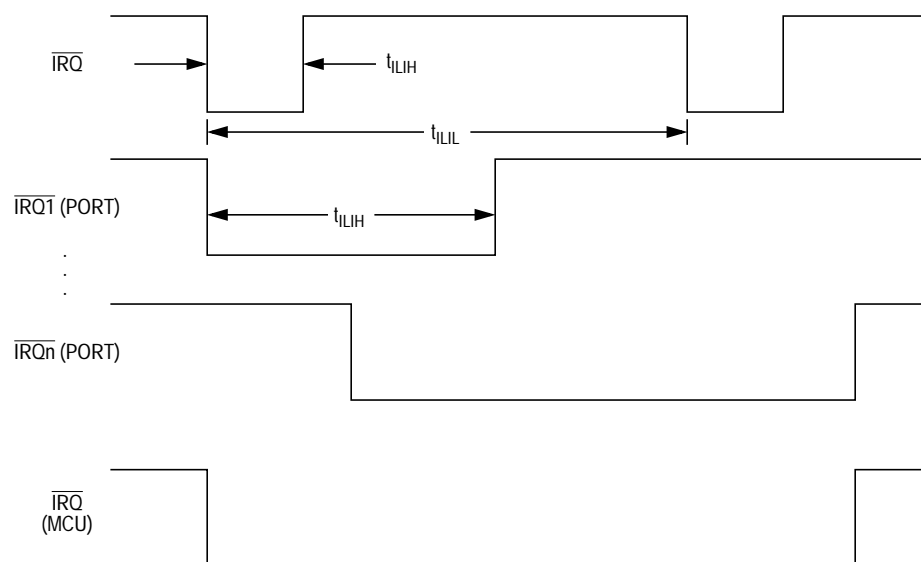 IRQ
tILIH
tILIL
IRQ1 (PORT)
tILIH
.
.
.
IRQn (PORT)
IRQ
(MCU)